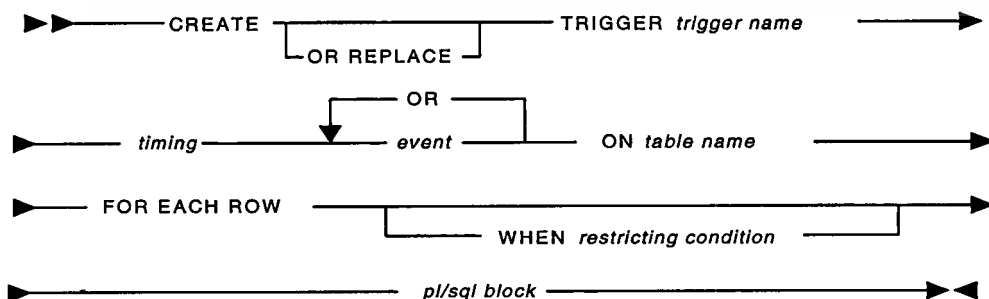 CREATE TRIGGER trigger name
OR REPLACE
OR
timing event ON table name
FOR EACH ROW
WHEN restricting condition
pl/sql block